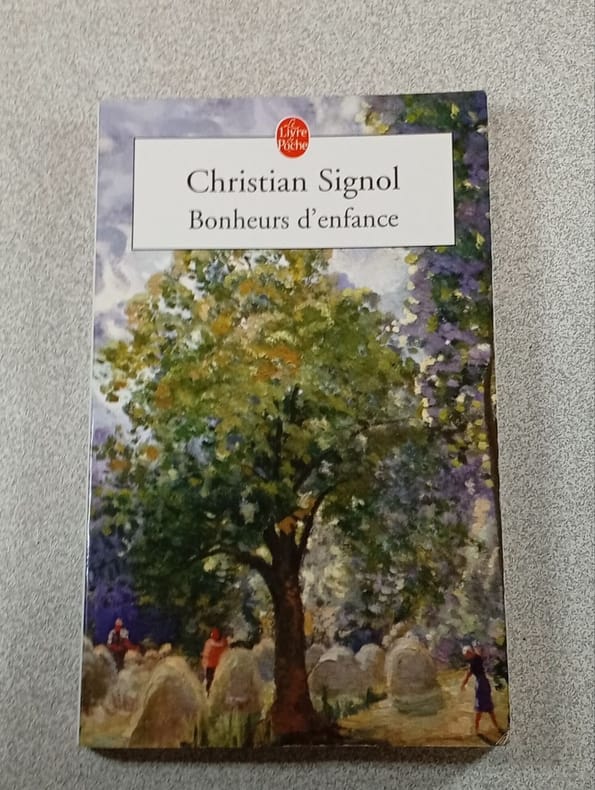 Le
Livre
de
Poche
Christian Signol
Bonheurs d'enfance